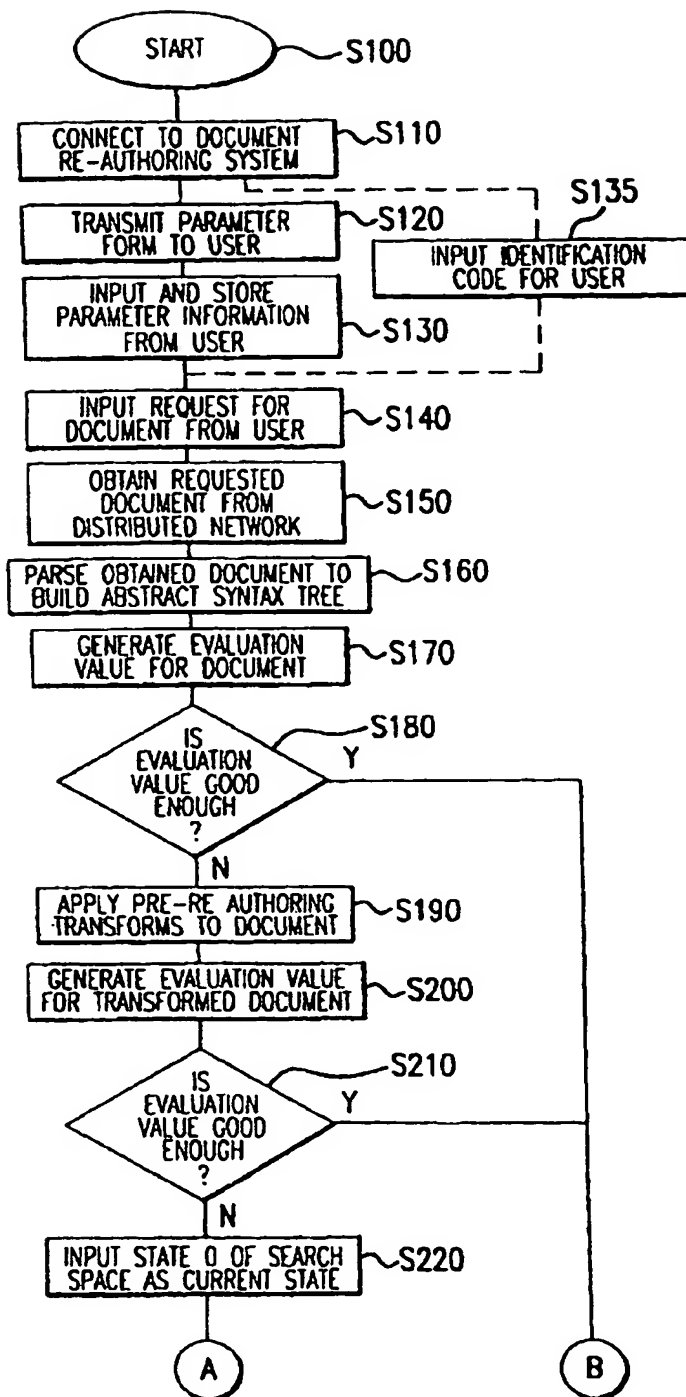 START
S100
CONNECT TO DOCUMENT
RE-AUTHORING SYSTEM
S110
TRANSMIT PARAMETER
FORM TO USER
S120
S135
INPUT IDENTIFICATION
CODE FOR USER
INPUT AND STORE
PARAMETER INFORMATION
FROM USER
S130
INPUT REQUEST FOR
DOCUMENT FROM USER
S140
OBTAIN REQUESTED
DOCUMENT FROM
DISTRIBUTED NETWORK
S150
PARSE OBTAINED DOCUMENT TO
BUILD ABSTRACT SYNTAX TREE
S160
GENERATE EVALUATION
VALUE FOR DOCUMENT
S170
IS
EVALUATION
VALUE GOOD
ENOUGH
?
S180
Y
N
APPLY PRE-RE AUTHORING
TRANSFORMS TO DOCUMENT
S190
GENERATE EVALUATION VALUE
FOR TRANSFORMED DOCUMENT
S200
IS
EVALUATION
VALUE GOOD
ENOUGH
?
S210
Y
N
INPUT STATE 0 OF SEARCH
SPACE AS CURRENT STATE
S220
A
B